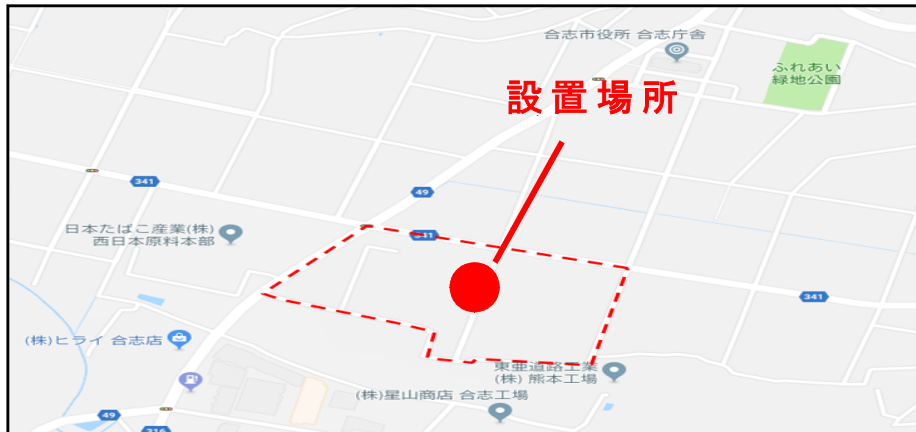 合志市役所 合志庁舎
ふれあい
緑地公園
設置場所
341
49
日本たばこ産業(株)
西日本原料本部
341
341
(株)ヒライ 合志店
東亜道路工業
(株) 熊本工場
(株)星山商店 合志工場
49
316